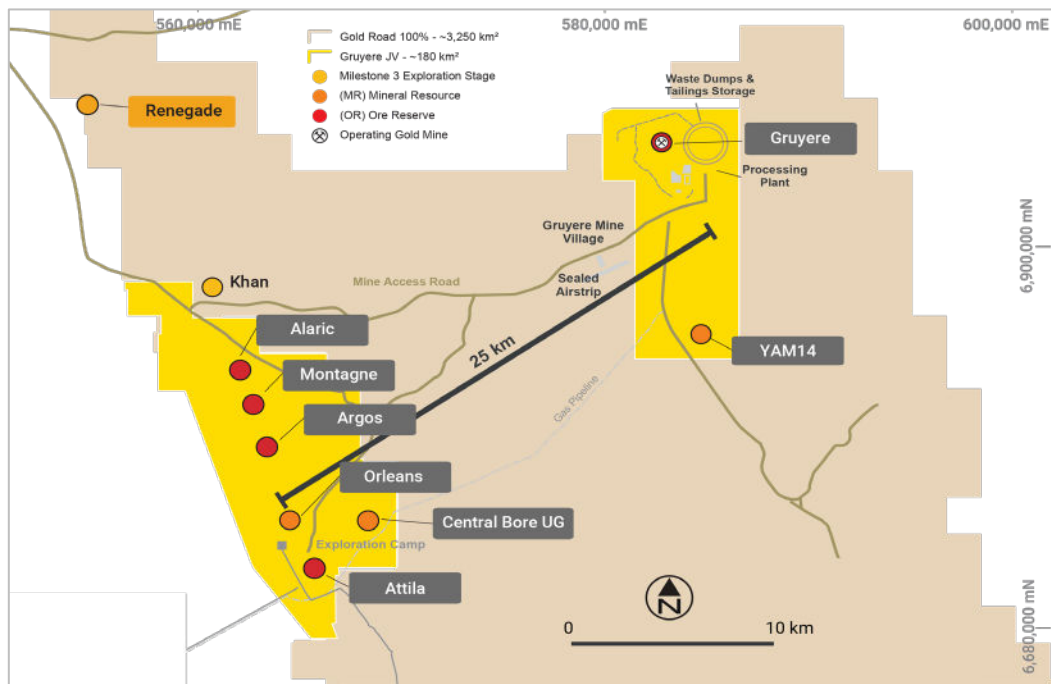 560,000 mE
580,000 mE
600,000 mE
Gold Road 100% - ~3,250 km²
Gruyere JV - ~180 km²
Milestone 3 Exploration Stage
(MR) Mineral Resource
(OR) Ore Reserve
Operating Gold Mine
Renegade
Waste Dumps &
Tailings Storage
Gruyere
Processing
Plant
6,900,000 mN
Gruyere Mine
Village
Sealed
Airstrip
Khan
Mine Access Road
Alaric
Montagne
Argos
25 km
YAM14
Gas Pipeline
Orleans
Central Bore UG
Exploration Camp
Attila
N
0
10 km
6,680,000 mN